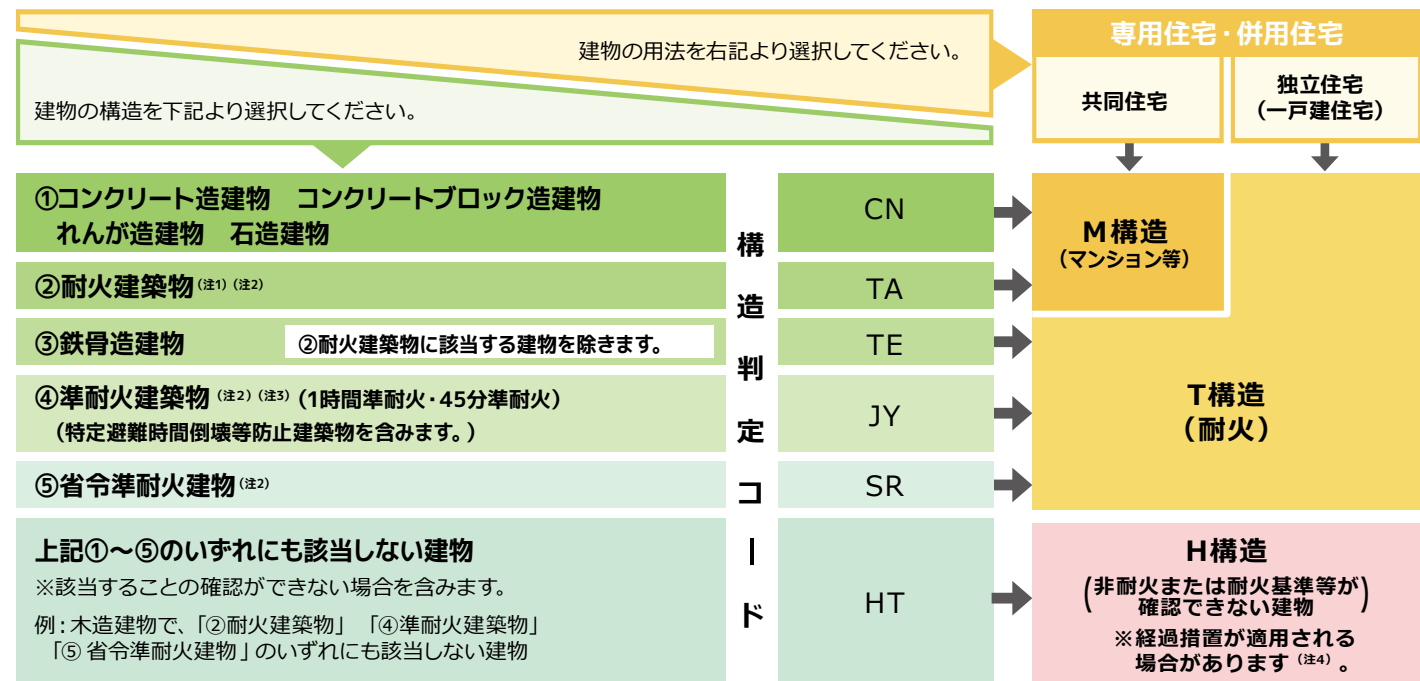 建物の用法を右記より選択してください。
建物の構造を下記より選択してください。
専用住宅・併用住宅
共同住宅
独立住宅
（一戸建住宅）
①コンクリート造建物　コンクリートブロック造建物
れんが造建物　石造建物
②耐火建築物（注1）（注2）
③鉄骨造建物
②耐火建築物に該当する建物を除きます。
④準耐火建築物（注2）（注3）（1時間準耐火・45分準耐火）
（特定避難時間倒壊等防止建築物を含みます。）
⑤省令準耐火建物（注2）
上記①～⑤のいずれにも該当しない建物
※該当することの確認ができない場合を含みます。
例：木造建物で、「②耐火建築物」「④準耐火建築物」
「⑤ 省令準耐火建物」のいずれにも該当しない建物
構造判定コード
CN
TA
TE
JY
SR
HT
M構造
（マンション等）
T構造
（耐火）
H構造
（非耐火または耐火基準等が
確認できない建物）
※経過措置が適用される
場合があります（注4）。